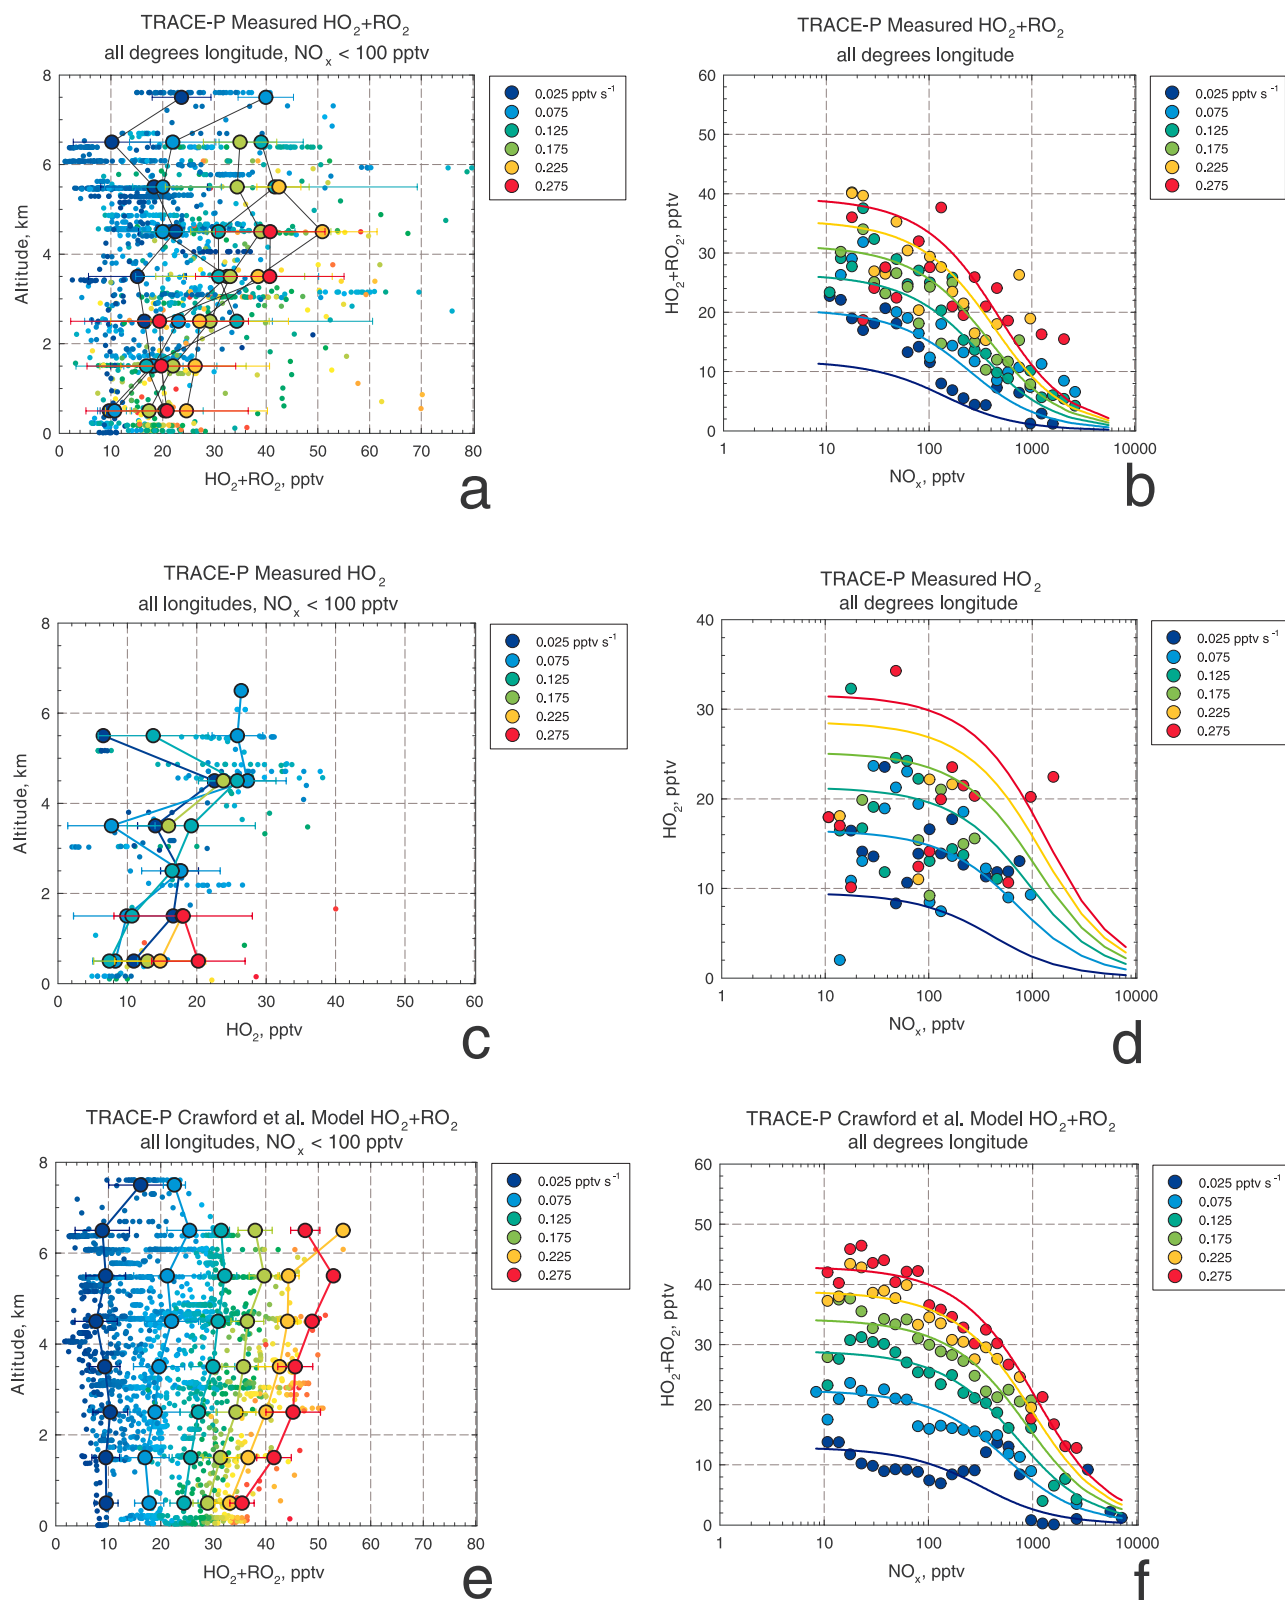 TRACE-P Measured HO2+RO2
all degrees longitude, NOx < 100 pptv
8
6
4
2
0
Altitude, km
0 10 20 30 40 50 60 70 80
HO2+RO2, pptv
0.025 pptv s-1
0.075
0.125
0.175
0.225
0.275
a
TRACE-P Measured HO2+RO2
all degrees longitude
60
50
40
30
20
10
0
HO2+RO2, pptv
1 10 100 1000 10000
NOx, pptv
0.025 pptv s-1
0.075
0.125
0.175
0.225
0.275
b
TRACE-P Measured HO2
all longitudes, NOx < 100 pptv
8
6
4
2
0
Altitude, km
0 10 20 30 40 50 60
HO2, pptv
0.025 pptv s-1
0.075
0.125
0.175
0.225
0.275
c
TRACE-P Measured HO2
all degrees longitude
40
30
20
10
0
HO2, pptv
1 10 100 1000 10000
NOx, pptv
0.025 pptv s-1
0.075
0.125
0.175
0.225
0.275
d
TRACE-P Crawford et al. Model HO2+RO2
all longitudes, NOx < 100 pptv
8
6
4
2
0
Altitude, km
0 10 20 30 40 50 60 70 80
HO2+RO2, pptv
0.025 pptv s-1
0.075
0.125
0.175
0.225
0.275
e
TRACE-P Crawford et al. Model HO2+RO2
all degrees longitude
60
50
40
30
20
10
0
HO2+RO2, pptv
1 10 100 1000 10000
NOx, pptv
0.025 pptv s-1
0.075
0.125
0.175
0.225
0.275
f